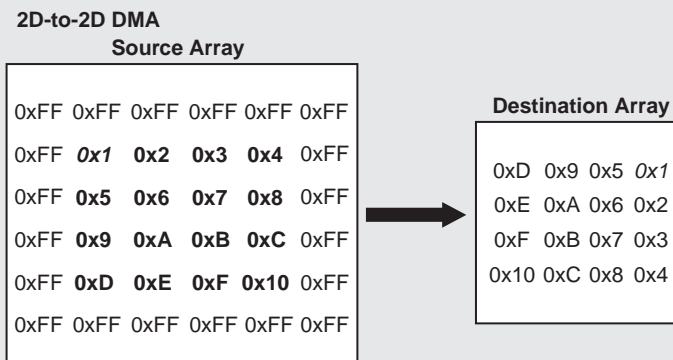 2D-to-2D DMA
Source Array
0xFF 0xFF 0xFF 0xFF 0xFF 0xFF
0xFF 0x1 0x2 0x3 0x4 0xFF
0xFF 0x5 0x6 0x7 0x8 0xFF
0xFF 0x9 0xA 0xB 0xC 0xFF
0xFF 0xD 0xE 0xF 0x10 0xFF
0xFF 0xFF 0xFF 0xFF 0xFF 0xFF
Destination Array
0xD 0x9 0x5 0x1
0xE 0xA 0x6 0x2
0xF 0xB 0x7 0x3
0x10 0xC 0x8 0x4